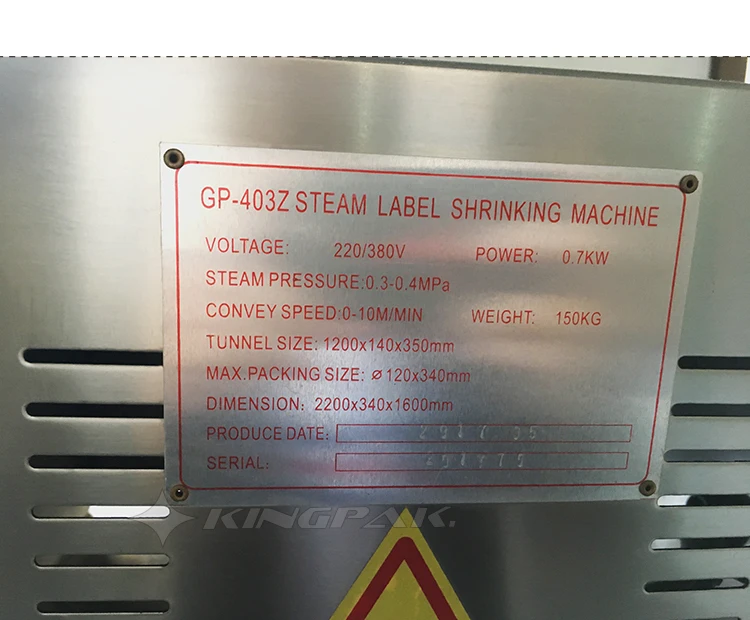 GP-403Z STEAM LABEL SHRINKING MACHINE
VOLTAGE: 220/380V POWER: 0.7KW
STEAM PRESSURE:0.3-0.4MPa
CONVEY SPEED:0-10M/MIN WEIGHT: 150KG
TUNNEL SIZE: 1200x140x350mm
MAX.PACKING SIZE: ⌀120x340mm
DIMENSION: 2200x340x1600mm
PRODUCE DATE:
SERIAL:
KINGPAK.